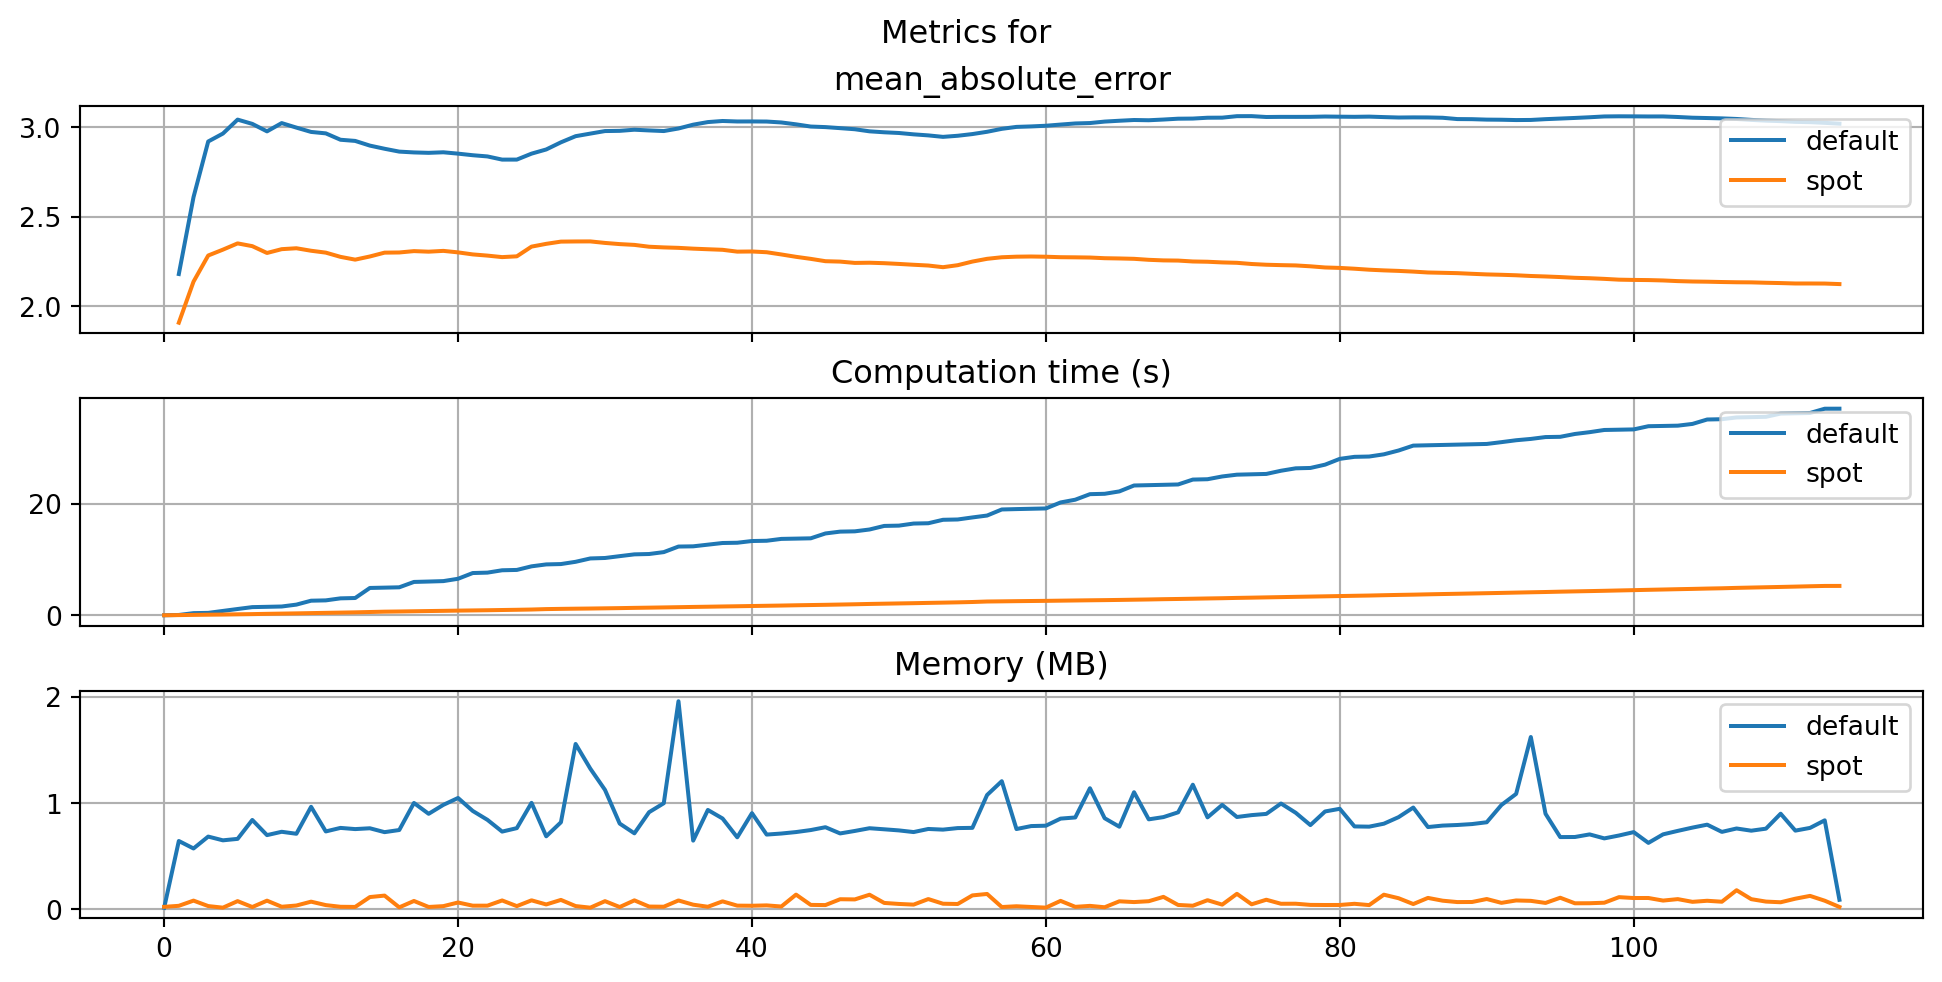 Metrics for
mean_absolute_error
3.0
2.5
2.0
default
spot
Computation time (s)
20
0
default
spot
Memory (MB)
2
1
0
default
spot
0 20 40 60 80 100